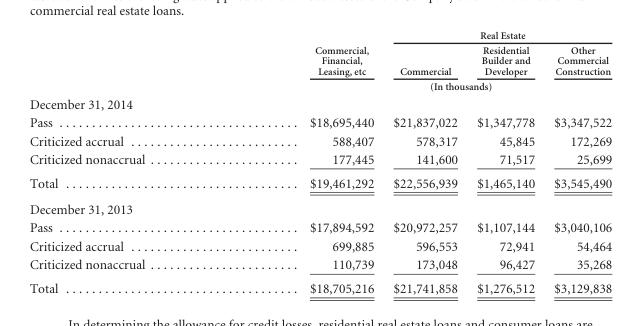 commercial real estate loans.
Real Estate
Commercial, Financial, Leasing, etc Commercial Residential Builder and Developer Other Commercial Construction
(In thousands)
December 31, 2014
Pass $18,695,440 $21,837,022 $1,347,778 $3,347,522
Criticized accrual 588,407 578,317 45,845 172,269
Criticized nonaccrual 177,445 141,600 71,517 25,699
Total $19,461,292 $22,556,939 $1,465,140 $3,545,490
December 31, 2013
Pass $17,894,592 $20,972,257 $1,107,144 $3,040,106
Criticized accrual 699,885 596,553 72,941 54,464
Criticized nonaccrual 110,739 173,048 96,427 35,268
Total $18,705,216 $21,741,858 $1,276,512 $3,129,838
In determining the allowance for credit losses, residential real estate loans and consumer loans are